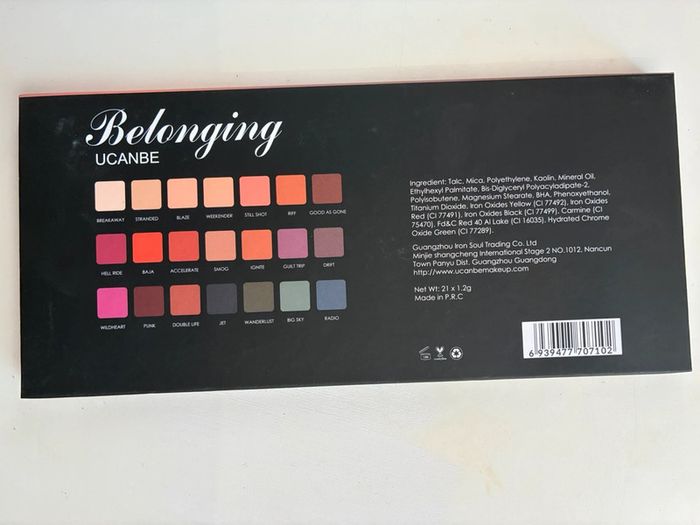 Belonging
UCANBE
BREAKAWAY STRANDED BLAZE WEEKENDER STILL SHOT RIFF GOOD AS GONE
HELL RIDE BAJA ACCELERATE SMOG IGNITE GUILT TRIP DRIFT
WILDHEART PUNK DOUBLE LIFE JET WANDERLUST BIG SKY RADIO
Ingredient: Talc, Mica, Polyethylene, Kaolin, Mineral Oil,
Ethylhexyl Palmitate, Bis-Diglyceryl Polyacyladipate-2,
Polyisobutene, Magnesium Stearate, BHA, Phenoxyethanol,
Titanium Dioxide, Iron Oxides Yellow (CI 77492), Iron Oxides
Red (CI 77491), Iron Oxides Black (CI 77499), Carmine (CI
75470), Fd&C Red 40 Al Lake (CI 16035), Hydrated Chrome
Oxide Green (CI 77289).
Guangzhou Iron Soul Trading Co. Ltd
Minjie shangcheng International Stage 2 NO.1012, Nancun
Town Panyu Dist. Guangzhou Guangdong
http://www.ucanbemakeup.com
Net Wt: 21 x 1.2g
Made in P.R.C
6 939477 707102